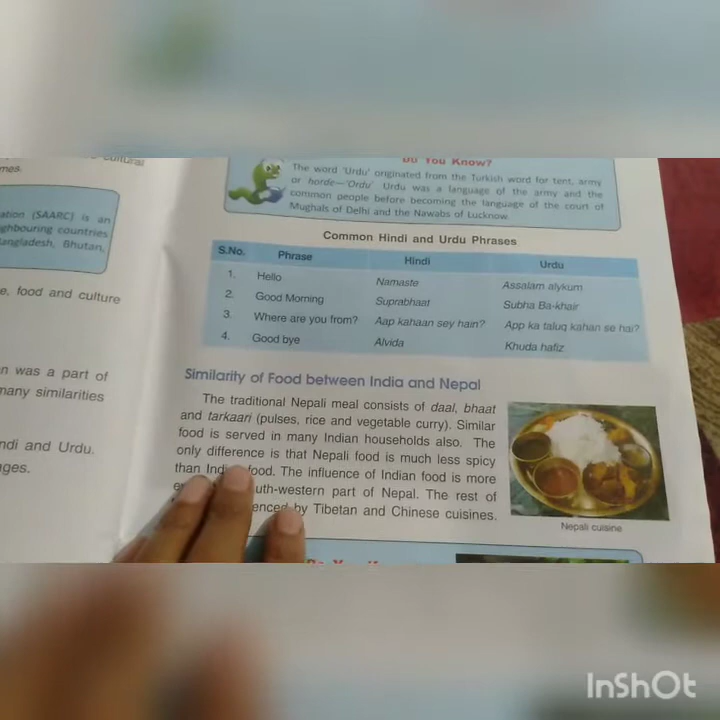 cultural
mes.
ation (SAARC) is an
ghbouring countries
angladesh, Bhutan,
e, food and culture
n was a part of
many similarities
ndi and Urdu.
ges.
Do You Know?
The word 'Urdu' originated from the Turkish word for tent, army
or horde—'Ordu'. Urdu was a language of the army and the
common people before becoming the language of the court of
Mughals of Delhi and the Nawabs of Lucknow.
Common Hindi and Urdu Phrases
S.No. Phrase Hindi Urdu
1. Hello Namaste Assalam alykum
2. Good Morning Suprabhaat Subha Ba-khair
3. Where are you from? Aap kahaan sey hain? App ka taluq kahan se hai?
4. Good bye Alvida Khuda hafiz
Similarity of Food between India and Nepal
The traditional Nepali meal consists of daal, bhaat
and tarkaari (pulses, rice and vegetable curry). Similar
food is served in many Indian households also. The
only difference is that Nepali food is much less spicy
than Indi food. The influence of Indian food is more
uth-western part of Nepal. The rest of
enced by Tibetan and Chinese cuisines.
Nepali cuisine
InShOt